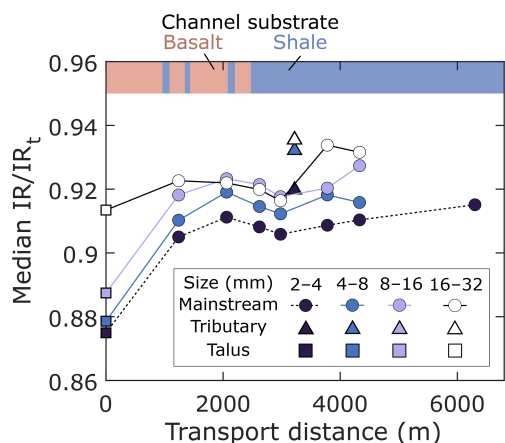 Channel substrate
Basalt Shale
0.96
0.94
0.92
0.9
0.88
0.86
Median IR/IRt
Size (mm) 2–4 4–8 8–16 16–32
Mainstream
Tributary
Talus
0 2000 4000 6000
Transport distance (m)